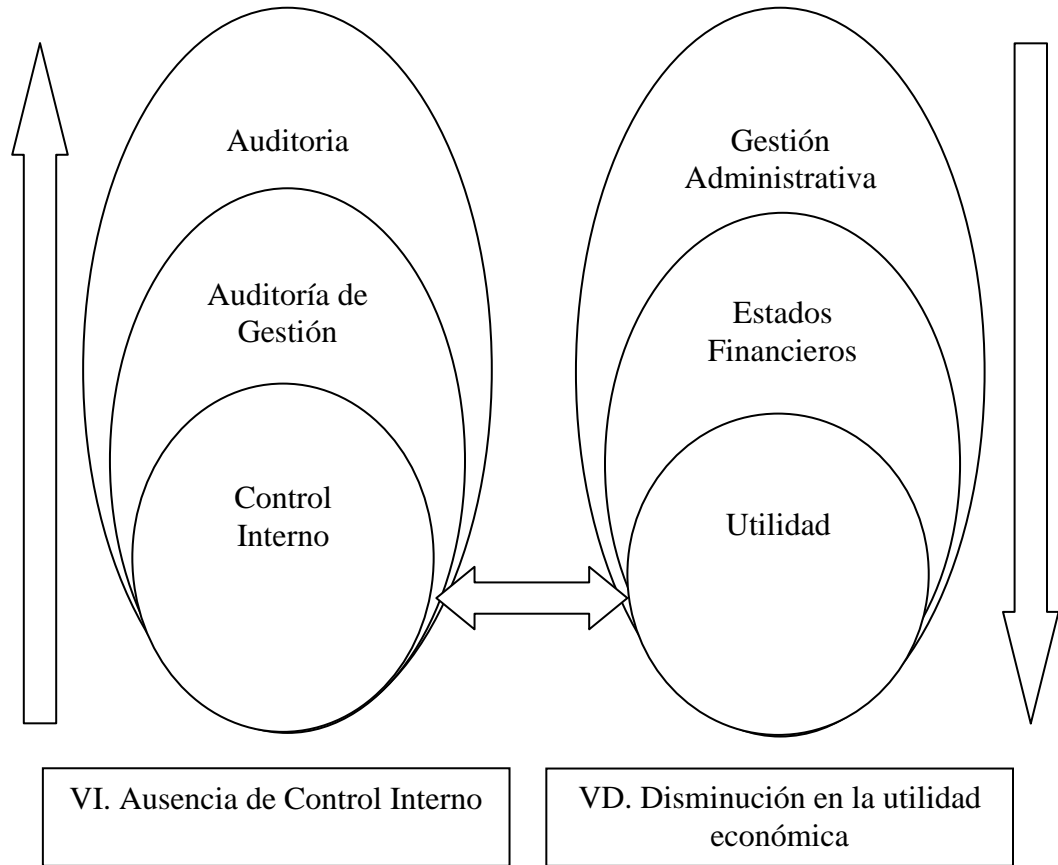 Auditoria
Auditoría de
Gestión
Control
Interno
Gestión
Administrativa
Estados
Financieros
Utilidad
VI. Ausencia de Control Interno
VD. Disminución en la utilidad
económica